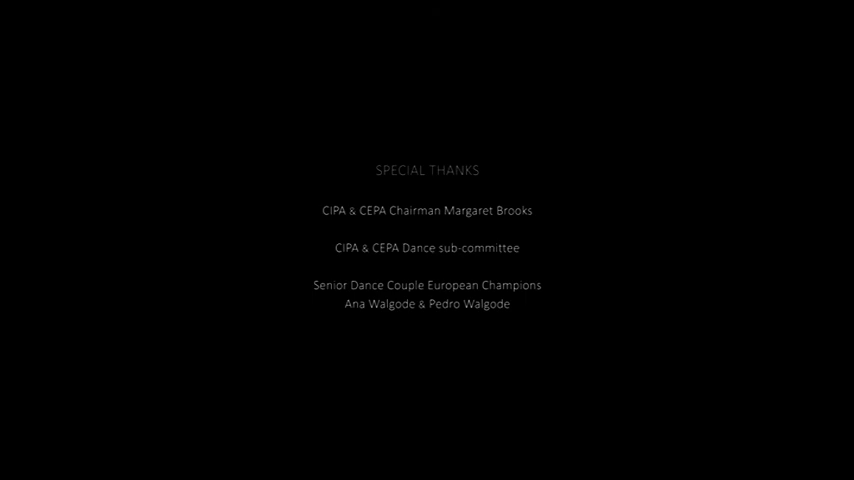 SPECIAL THANKS
CIPA & CEPA Chairman Margaret Brooks
CIPA & CEPA Dance sub-committee
Senior Dance Couple European Champions
Ana Walgode & Pedro Walgode